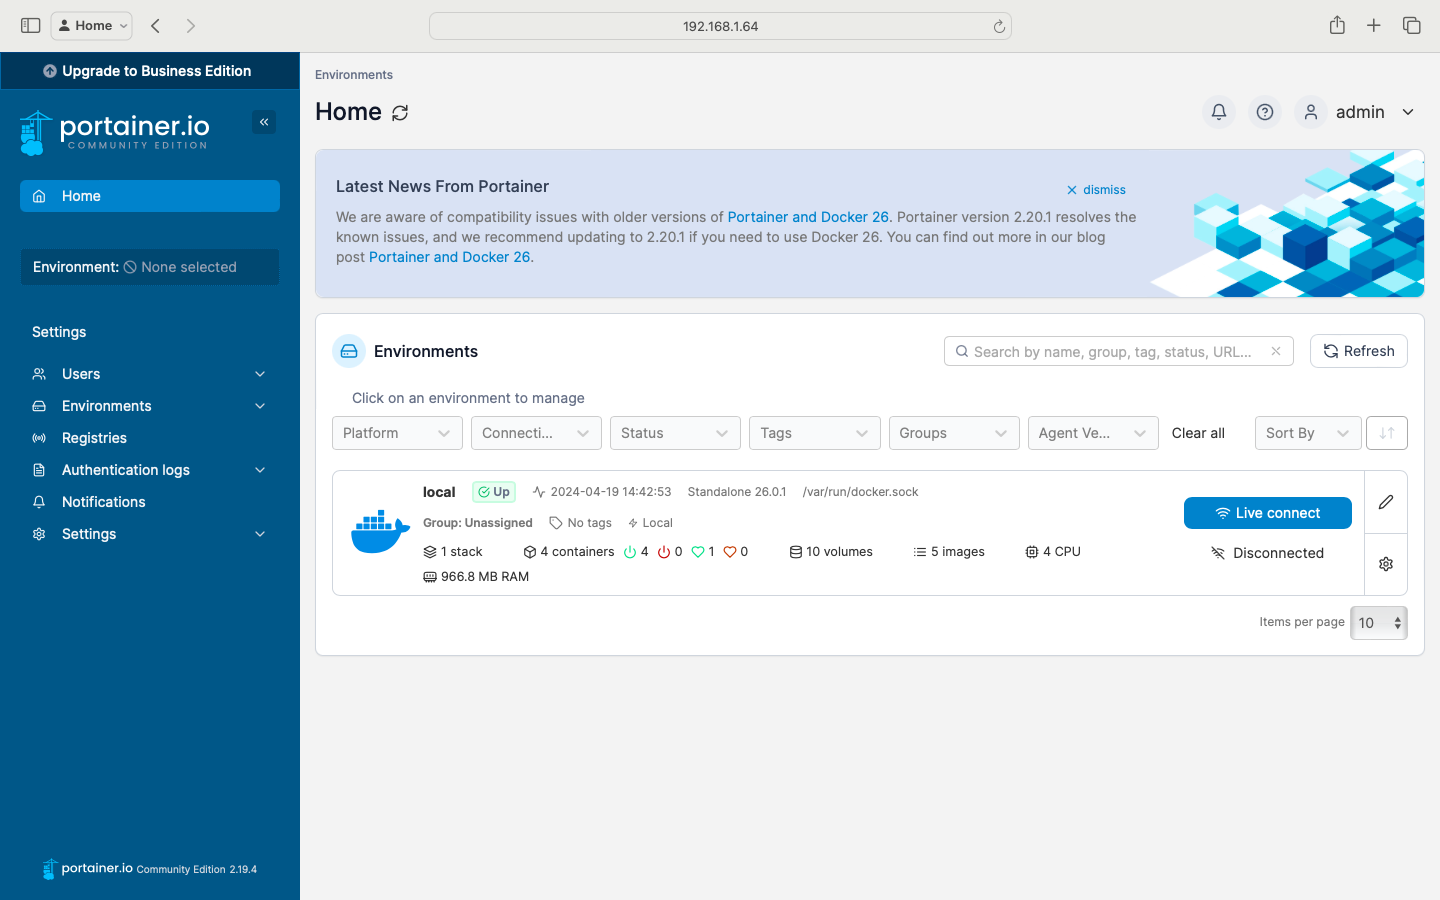 Home
192.168.1.64
Upgrade to Business Edition
portainer.io
COMMUNITY EDITION
Home
Environment: None selected
Settings
Users
Environments
Registries
Authentication logs
Notifications
Settings
portainer.io Community Edition 2.19.4
Environments
Home
admin
Latest News From Portainer
dismiss
We are aware of compatibility issues with older versions of Portainer and Docker 26. Portainer version 2.20.1 resolves the
known issues, and we recommend updating to 2.20.1 if you need to use Docker 26. You can find out more in our blog
post Portainer and Docker 26.
Environments
Search by name, group, tag, status, URL...
Refresh
Click on an environment to manage
Platform
Connecti...
Status
Tags
Groups
Agent Ve...
Clear all
Sort By
local Up 2024-04-19 14:42:53 Standalone 26.0.1 /var/run/docker.sock
Group: Unassigned No tags Local
1 stack 4 containers 4 0 1 0 10 volumes 5 images 4 CPU
966.8 MB RAM
Live connect
Disconnected
Items per page 10